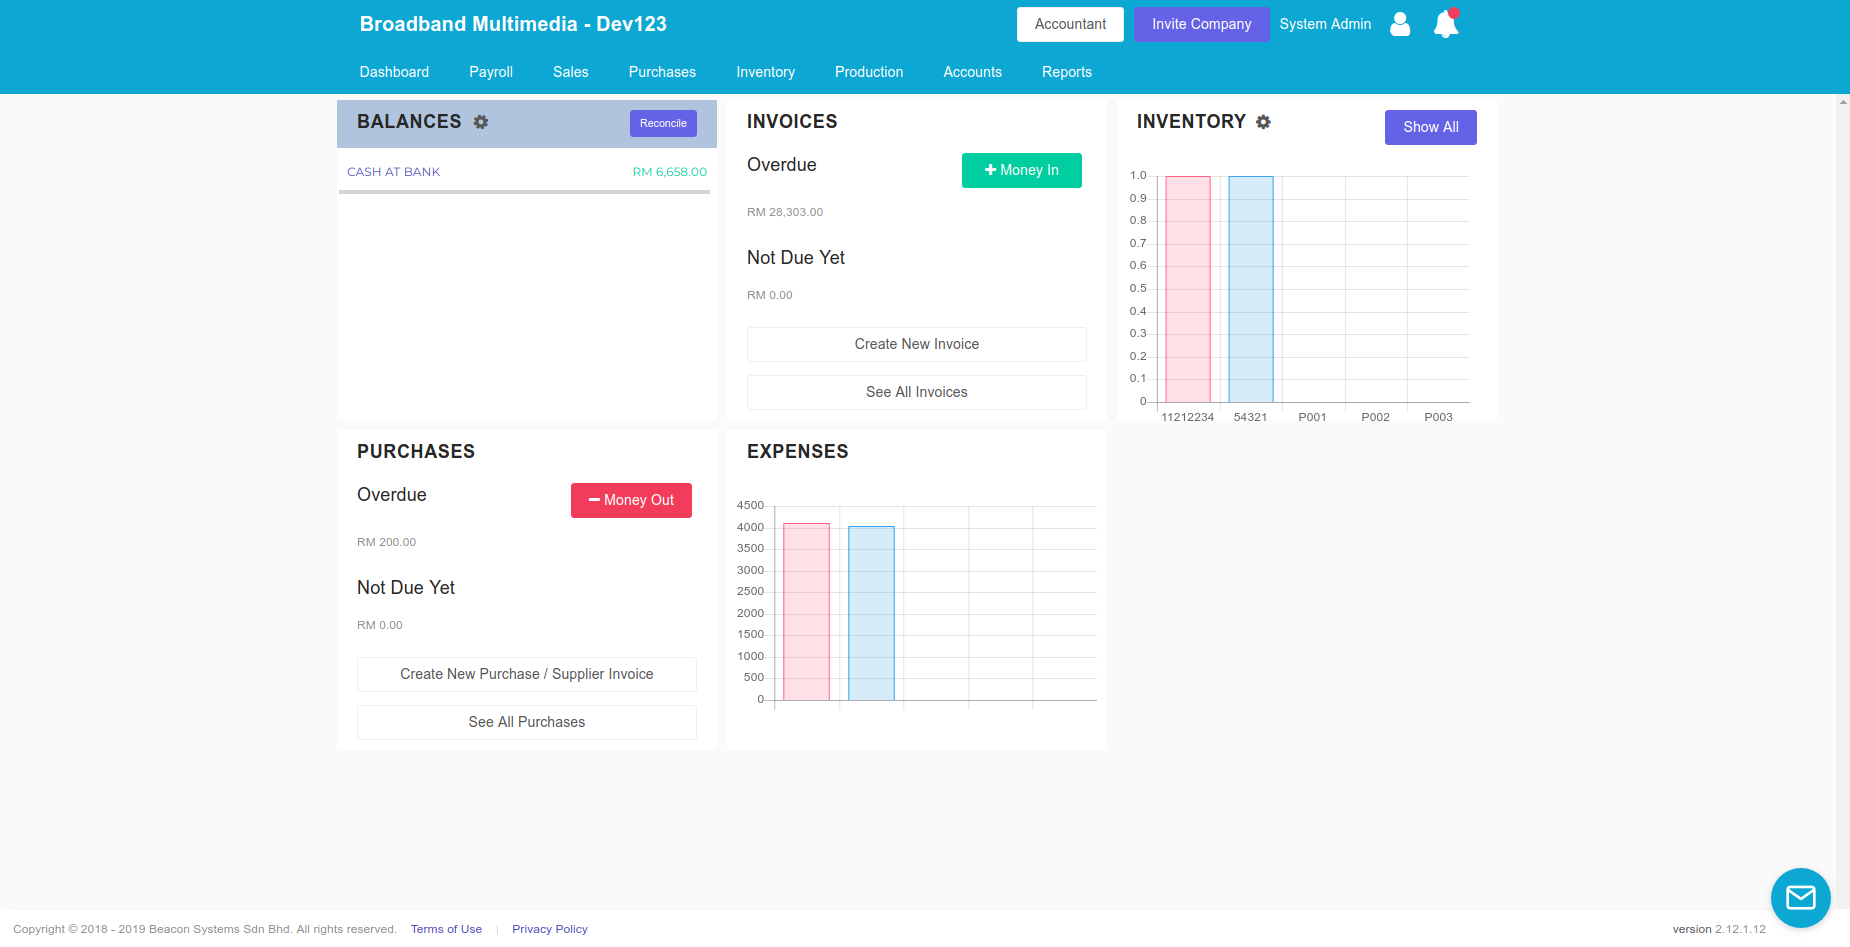 Broadband Multimedia - Dev123
Accountant
Invite Company
System Admin
Dashboard
Payroll
Sales
Purchases
Inventory
Production
Accounts
Reports
BALANCES
Reconcile
CASH AT BANK
RM 6,658.00
INVOICES
Overdue
Money In
RM 28,303.00
Not Due Yet
RM 0.00
Create New Invoice
See All Invoices
INVENTORY
Show All
1.0
0.9
0.8
0.7
0.6
0.5
0.4
0.3
0.2
0.1
0
11212234
54321
P001
P002
P003
PURCHASES
Overdue
Money Out
RM 200.00
Not Due Yet
RM 0.00
Create New Purchase / Supplier Invoice
See All Purchases
EXPENSES
4500
4000
3500
3000
2500
2000
1500
1000
500
0
Copyright © 2018 - 2019 Beacon Systems Sdn Bhd. All rights reserved.
Terms of Use
|
Privacy Policy
version 2.12.1.12